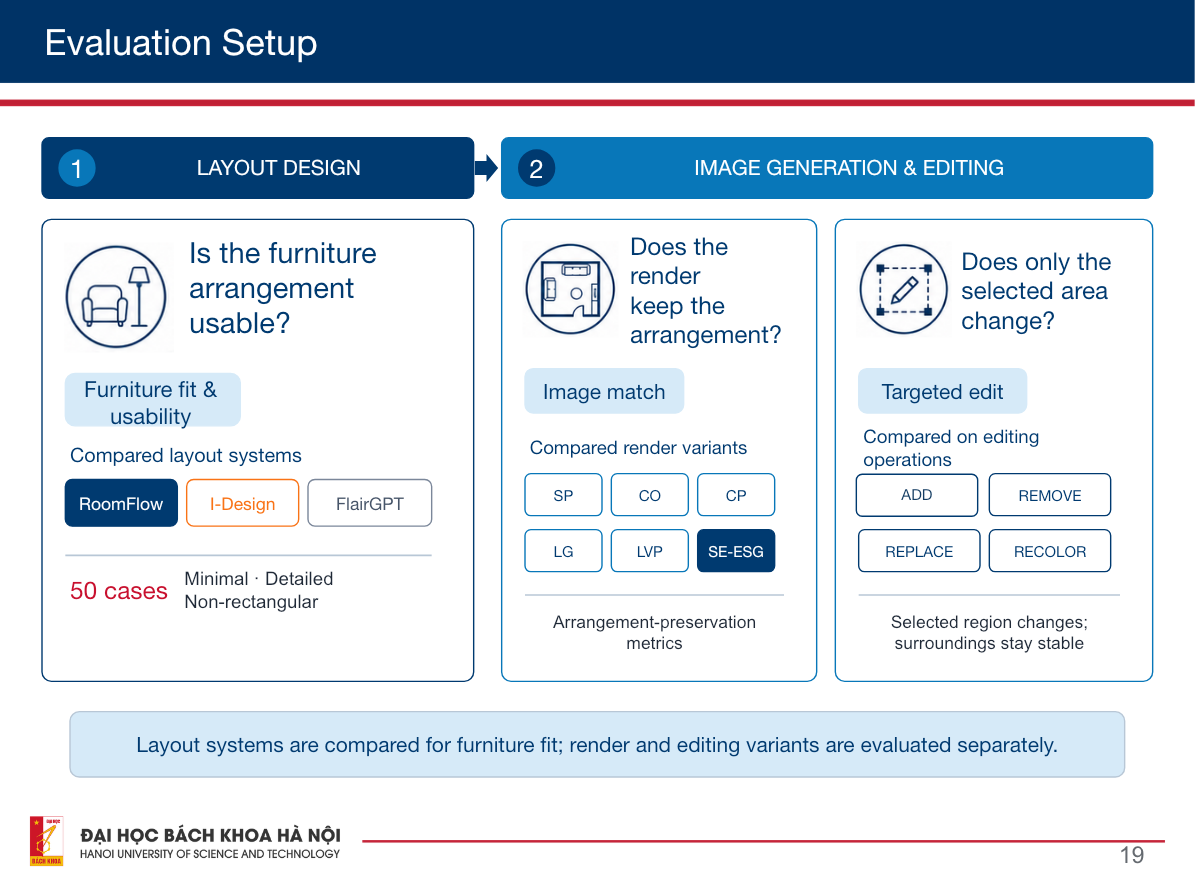 Evaluation Setup
1
LAYOUT DESIGN
2
IMAGE GENERATION & EDITING
Is the furniture
arrangement
usable?
Furniture fit &
usability
Compared layout systems
RoomFlow
I-Design
FlairGPT
50 cases
Minimal · Detailed
Non-rectangular
Does the
render
keep the
arrangement?
Image match
Compared render variants
SP
CO
CP
LG
LVP
SE-ESG
Arrangement-preservation
metrics
Does only the
selected area
change?
Targeted edit
Compared on editing
operations
ADD
REMOVE
REPLACE
RECOLOR
Selected region changes;
surroundings stay stable
Layout systems are compared for furniture fit; render and editing variants are evaluated separately.
ĐẠI HỌC
BÁCH KHOA
ĐẠI HỌC BÁCH KHOA HÀ NỘI
HANOI UNIVERSITY OF SCIENCE AND TECHNOLOGY
19